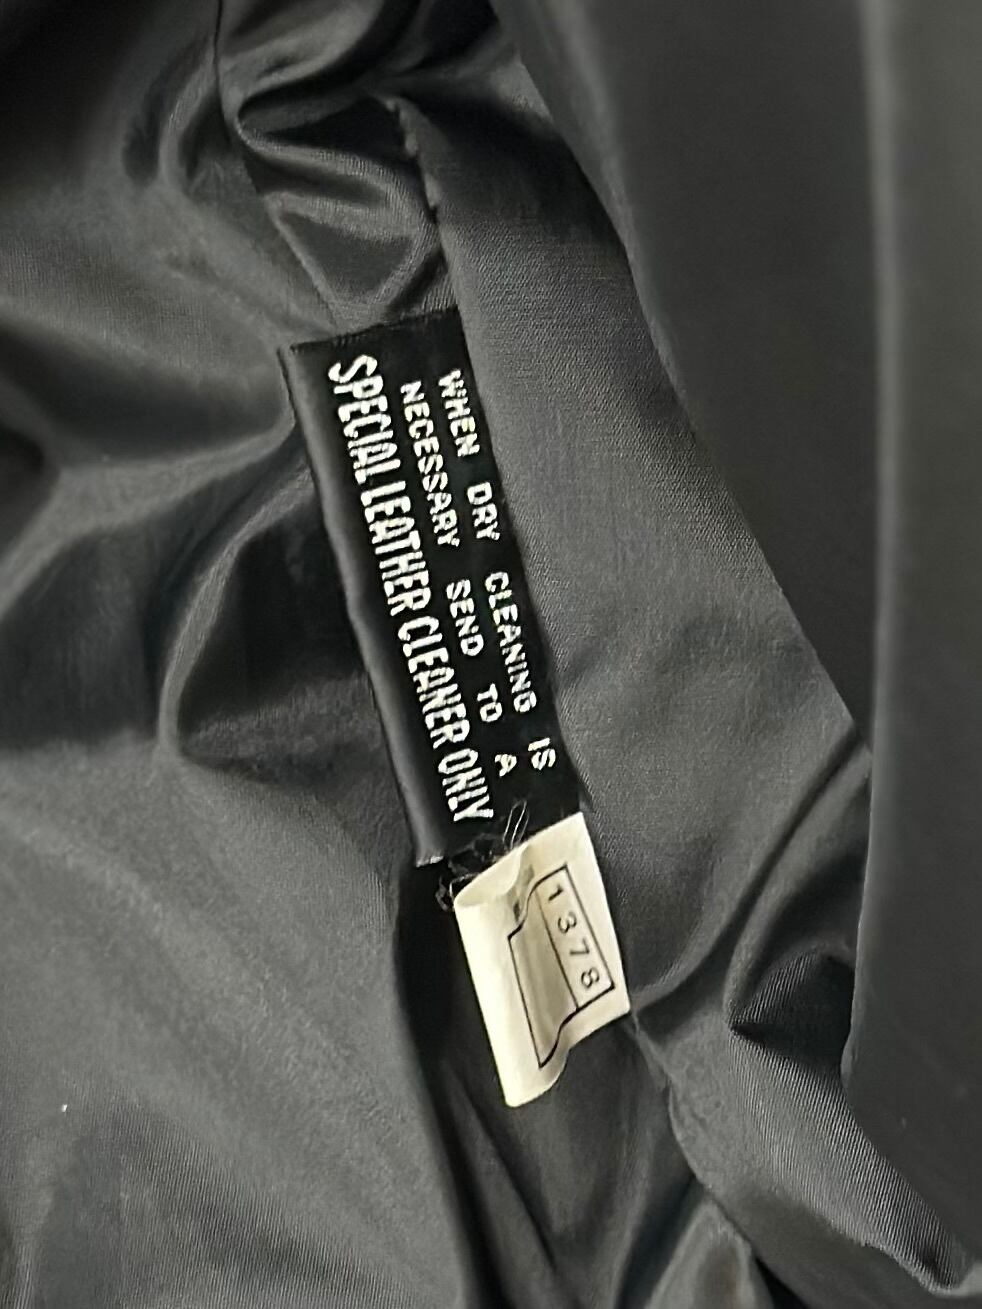 WHEN DRY CLEANING IS
NECESSARY SEND TO A
SPECIAL LEATHER CLEANER ONLY
1378